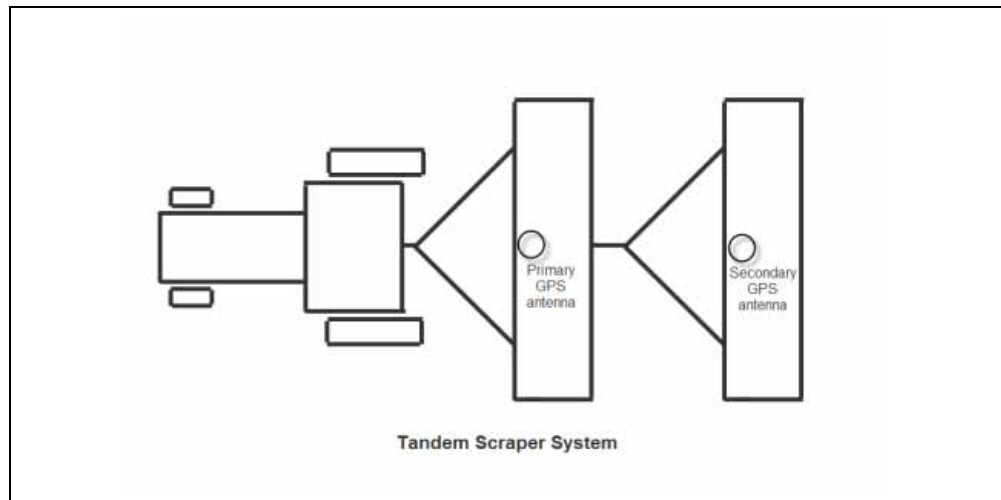 Primary
GPS
antenna
Secondary
GPS
antenna
Tandem Scraper System